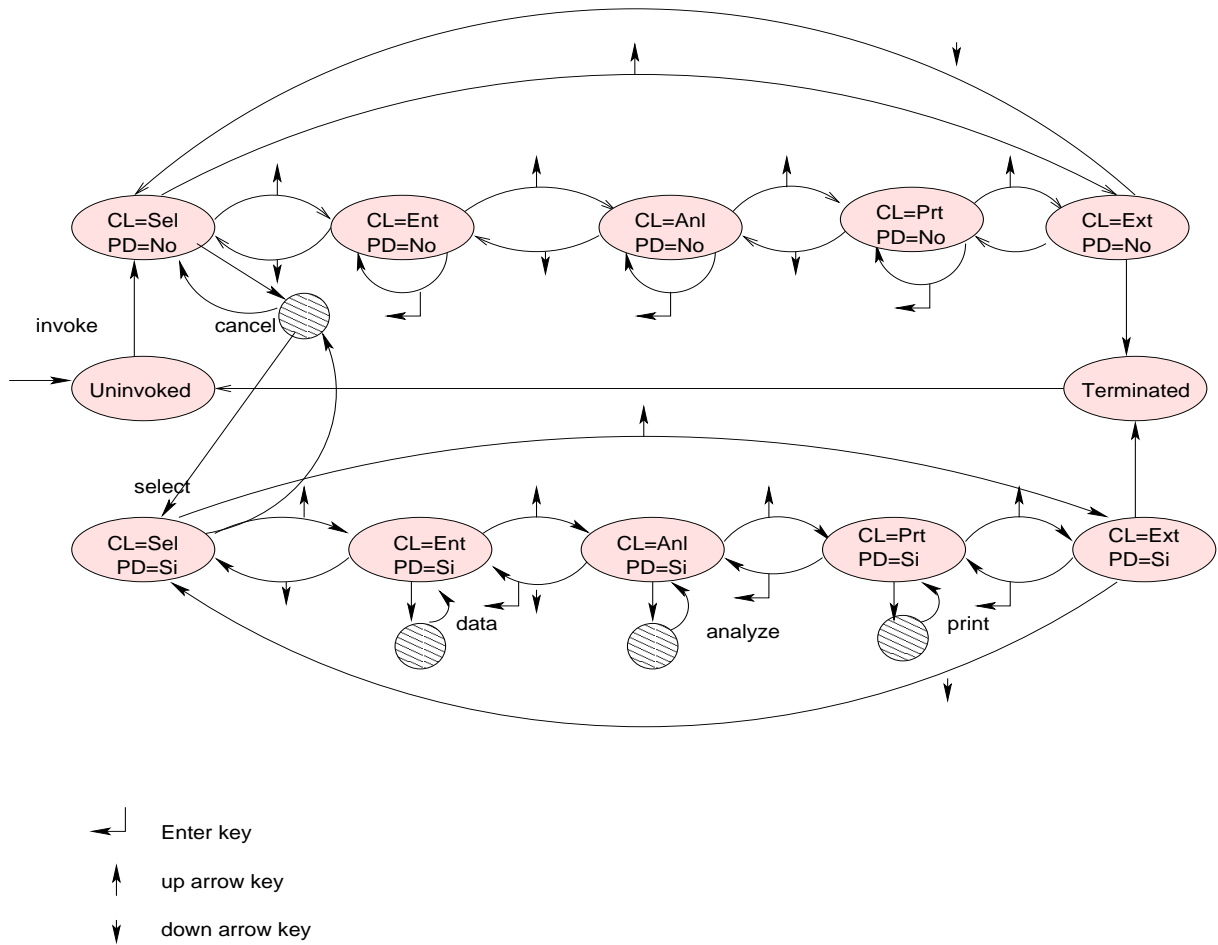 CL=Sel
PD=No
CL=Ent
PD=No
CL=Anl
PD=No
CL=Prt
PD=No
CL=Ext
PD=No
invoke
cancel
Uninvoked
Terminated
select
CL=Sel
PD=Si
CL=Ent
PD=Si
CL=Anl
PD=Si
CL=Prt
PD=Si
CL=Ext
PD=Si
data
analyze
print
Enter key
up arrow key
down arrow key